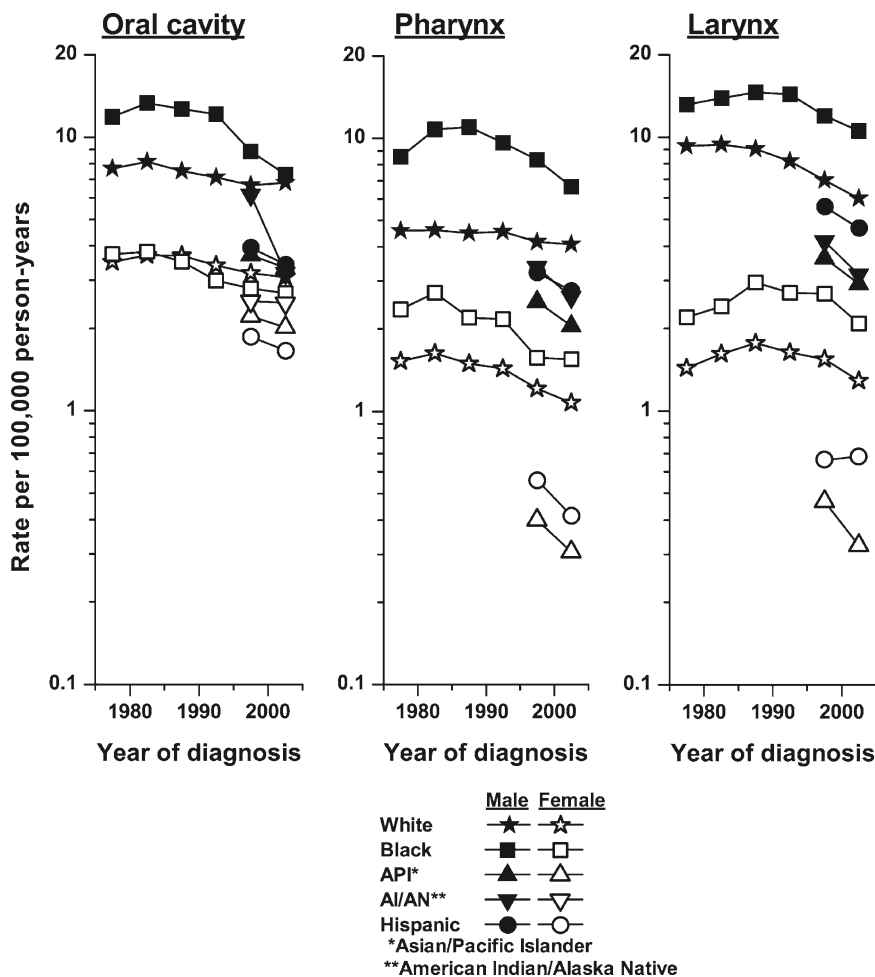 Oral cavity Pharynx Larynx
20 20 20
10 10 10
1 1 1
0.1 0.1 0.1
Rate per 100,000 person-years
1980 1990 2000 1980 1990 2000 1980 1990 2000
Year of diagnosis Year of diagnosis Year of diagnosis
Male Female
White
Black
API*
AI/AN**
Hispanic
*Asian/Pacific Islander
**American Indian/Alaska Native